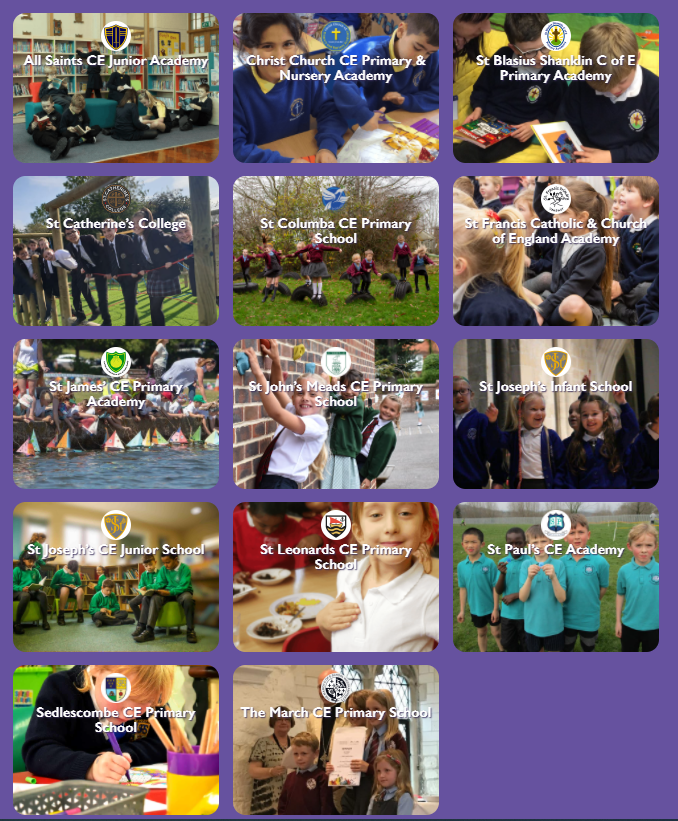 All Saints CE Junior Academy
Christ Church CE Primary &
Nursery Academy
St Blasius Shanklin C of E
Primary Academy
St Catherine's College
St Columba CE Primary
School
St Francis Catholic & Church
of England Academy
St James' CE Primary
Academy
St John's Meads CE Primary
School
St Joseph's Infant School
St Joseph's CE Junior School
St Leonards CE Primary
School
St Paul's CE Academy
Sedlescombe CE Primary
School
The March CE Primary School